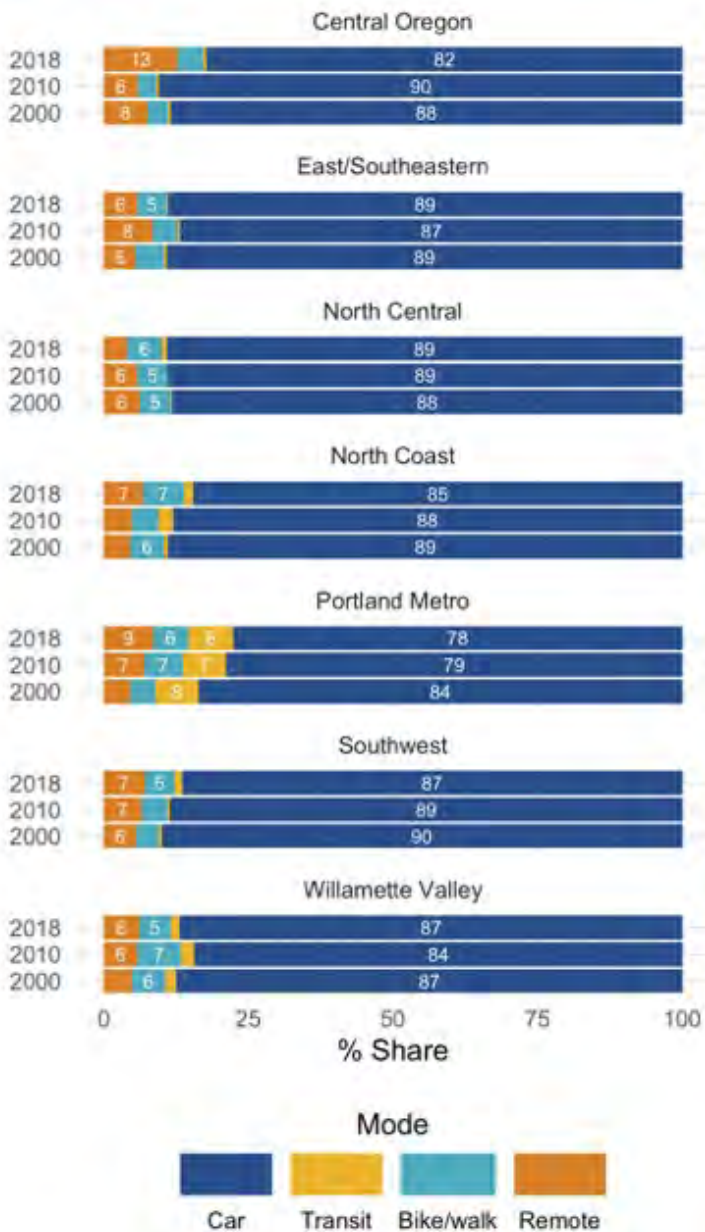 Central Oregon
2018 13 82
2010 6 90
2000 8 88
East/Southeastern
2018 6 5 89
2010 8 87
2000 5 89
North Central
2018 6 89
2010 6 5 89
2000 6 5 88
North Coast
2018 7 7 85
2010 88
2000 6 89
Portland Metro
2018 9 6 78
2010 7 7 7 79
2000 8 84
Southwest
2018 7 6 87
2010 7 89
2000 6 90
Willamette Valley
2018 6 5 87
2010 6 7 84
2000 6 87
0 25 50 75 100
% Share
Mode
Car Transit Bike/walk Remote